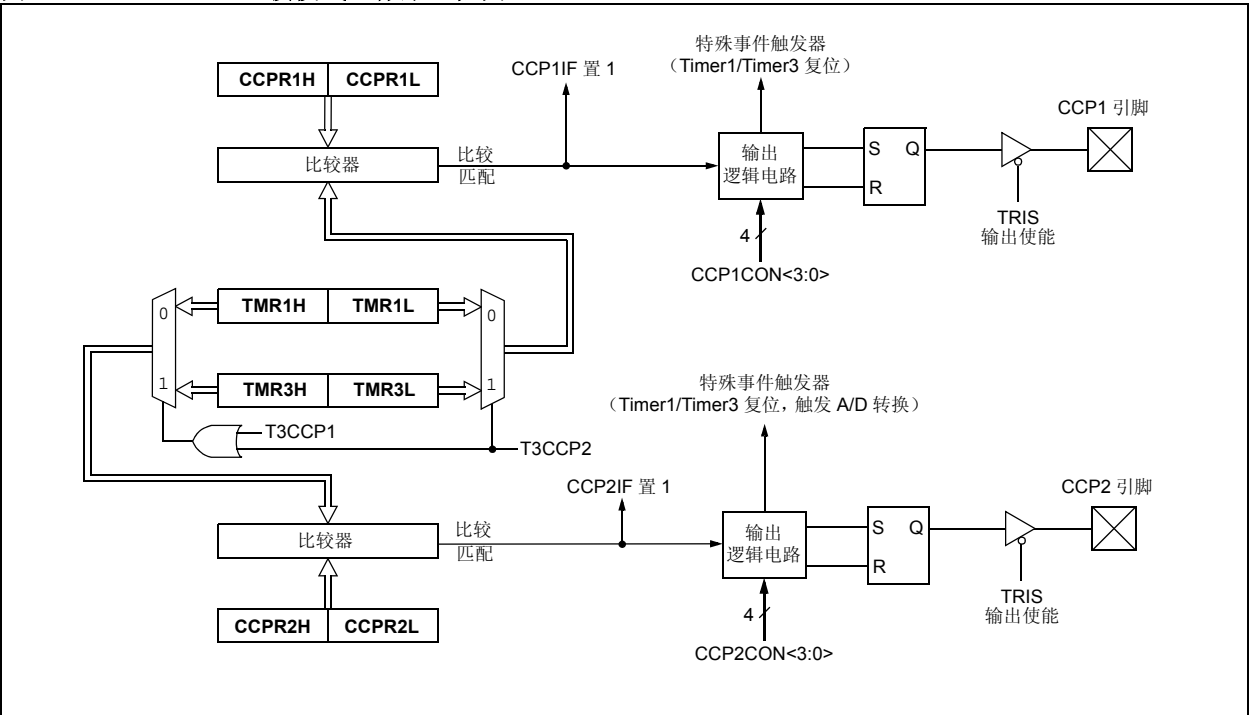 CCPR1H CCPR1L
比较器
比较
匹配
CCP1IF 置 1
特殊事件触发器
（Timer1/Timer3 复位）
输出
逻辑电路
4
CCP1CON<3:0>
S Q
R
TRIS
输出使能
CCP1 引脚
0
1
TMR1H TMR1L
TMR3H TMR3L
0
1
T3CCP1
T3CCP2
比较器
CCPR2H CCPR2L
比较
匹配
CCP2IF 置 1
特殊事件触发器
（Timer1/Timer3 复位，触发 A/D 转换）
输出
逻辑电路
4
CCP2CON<3:0>
S Q
R
TRIS
输出使能
CCP2 引脚